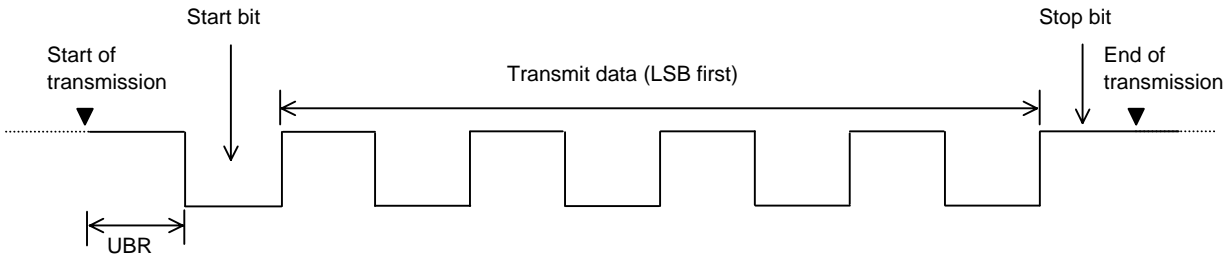 Start bit
Stop bit
Start of
transmission
Transmit data (LSB first)
End of
transmission
UBR